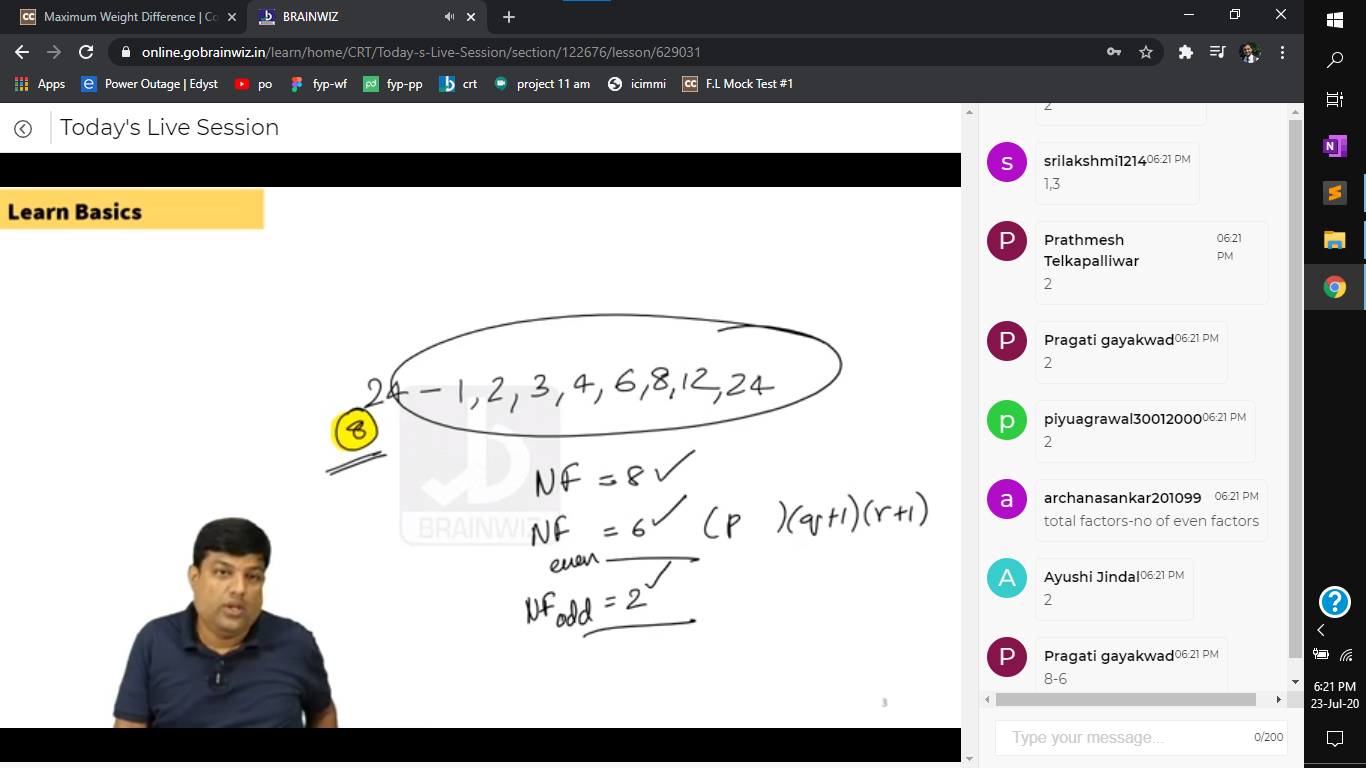 Maximum Weight Difference | Co
BRAINWIZ
online.gobrainwiz.in/learn/home/CRT/Today-s-Live-Session/section/122676/lesson/629031
Apps
Power Outage | Edyst
po
fyp-wf
fyp-pp
crt
project 11 am
icimmi
F.L Mock Test #1
Today's Live Session
Learn Basics
24 – 1, 2, 3, 4, 6, 8, 12, 24
8
NF = 8 ✓
NF even = 6 ✓ (p )(q+1)(r+1)
NF odd = 2 ✓
BRAINWIZ
3
2
srilakshmi1214 06:21 PM
1,3
Prathmesh Telkapalliwar 06:21 PM
2
Pragati gayakwad 06:21 PM
2
piyuagrawal30012000 06:21 PM
2
archanasankar201099 06:21 PM
total factors-no of even factors
Ayushi Jindal 06:21 PM
2
Pragati gayakwad 06:21 PM
8-6
Type your message...
0/200
6:21 PM
23-Jul-20